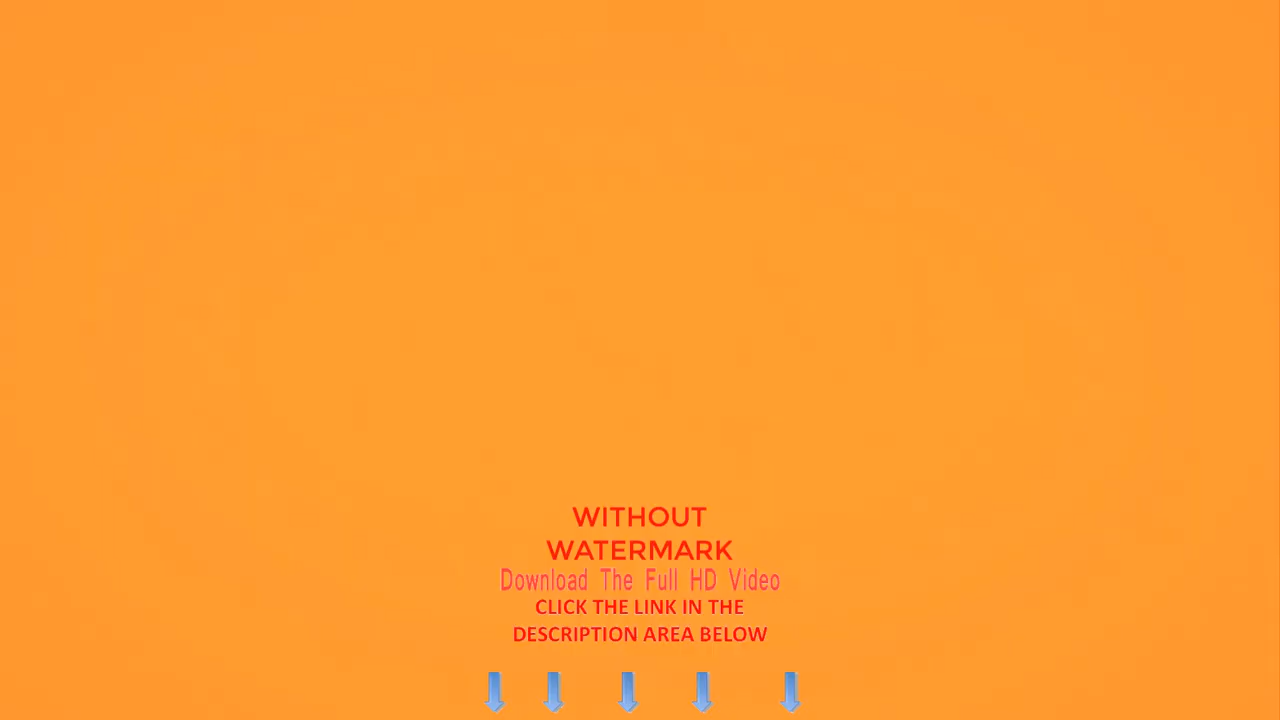 WITHOUT
WATERMARK
Download The Full HD Video
CLICK THE LINK IN THE
DESCRIPTION AREA BELOW